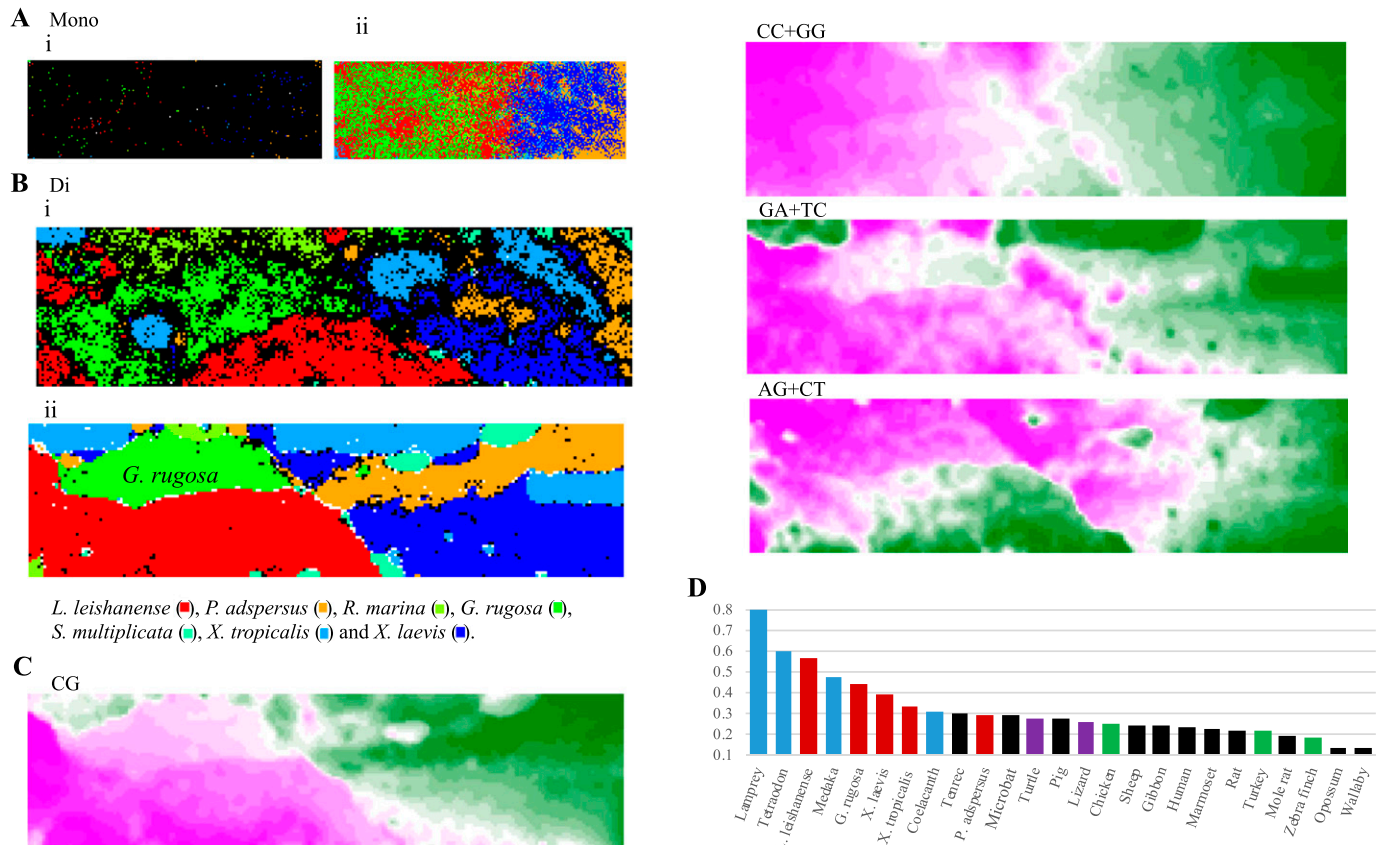 A Mono
i
ii
B Di
i
ii
G. rugosa
L. leishanense ( ), P. adspersus ( ), R. marina ( ), G. rugosa ( ),
S. multiplicata ( ), X. tropicalis ( ) and X. laevis ( ).
C
CG
CC+GG
GA+TC
AG+CT
D
0.8
0.7
0.6
0.5
0.4
0.3
0.2
0.1
Lamprey
Tetraodon
. leishanense
Medaka
G. rugosa
X. laevis
X. tropicalis
Coelacanth
Tenrec
P. adspersus
Microbat
Turtle
Pig
Lizard
Chicken
Sheep
Gibbon
Human
Marmoset
Rat
Turkey
Mole rat
Zebra finch
Opossum
Wallaby